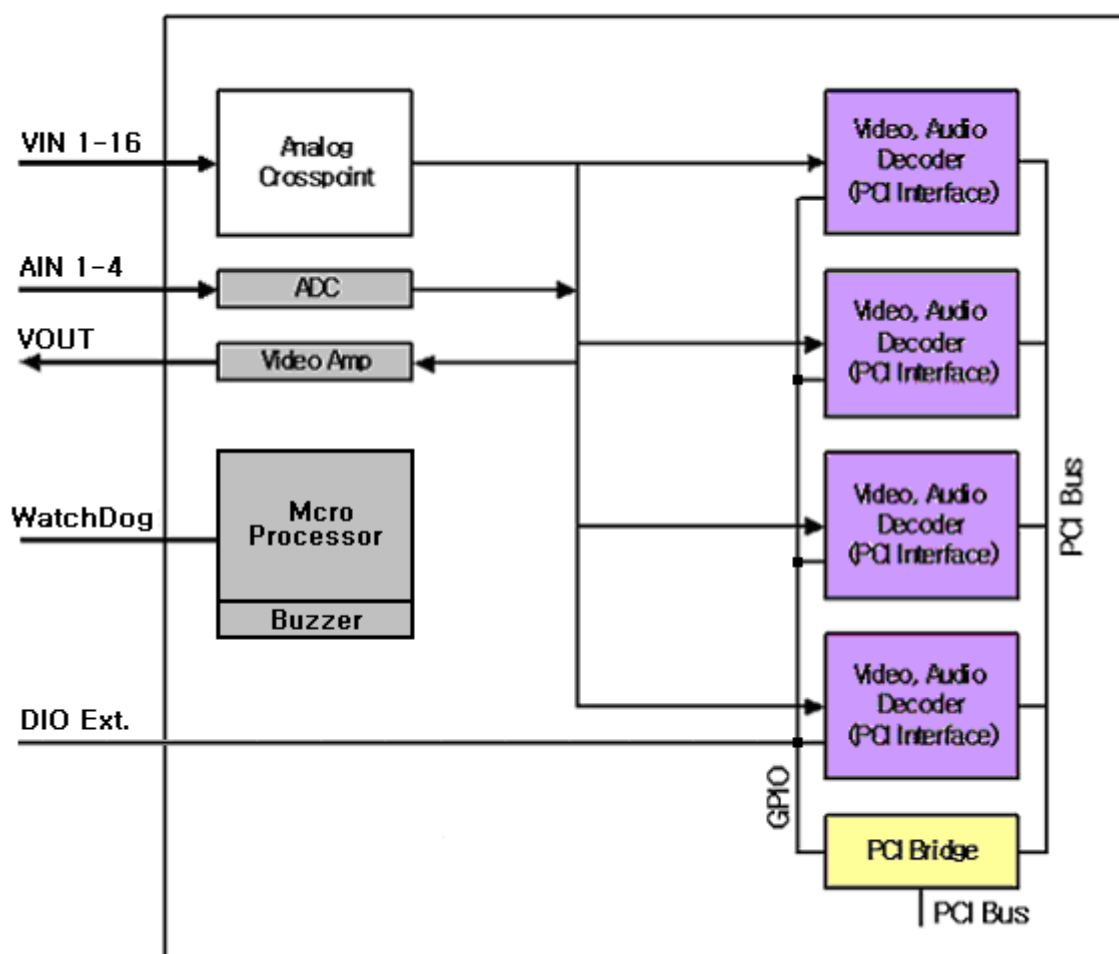 VIN 1-16
Analog
Crosspoint
AIN 1-4
ADC
VOUT
Video Amp
WatchDog
Mcro
Processor
Buzzer
DIO Ext.
Video, Audio
Decoder
(PCI Interface)
Video, Audio
Decoder
(PCI Interface)
Video, Audio
Decoder
(PCI Interface)
Video, Audio
Decoder
(PCI Interface)
PCI Bus
GPIO
PCI Bridge
PCI Bus